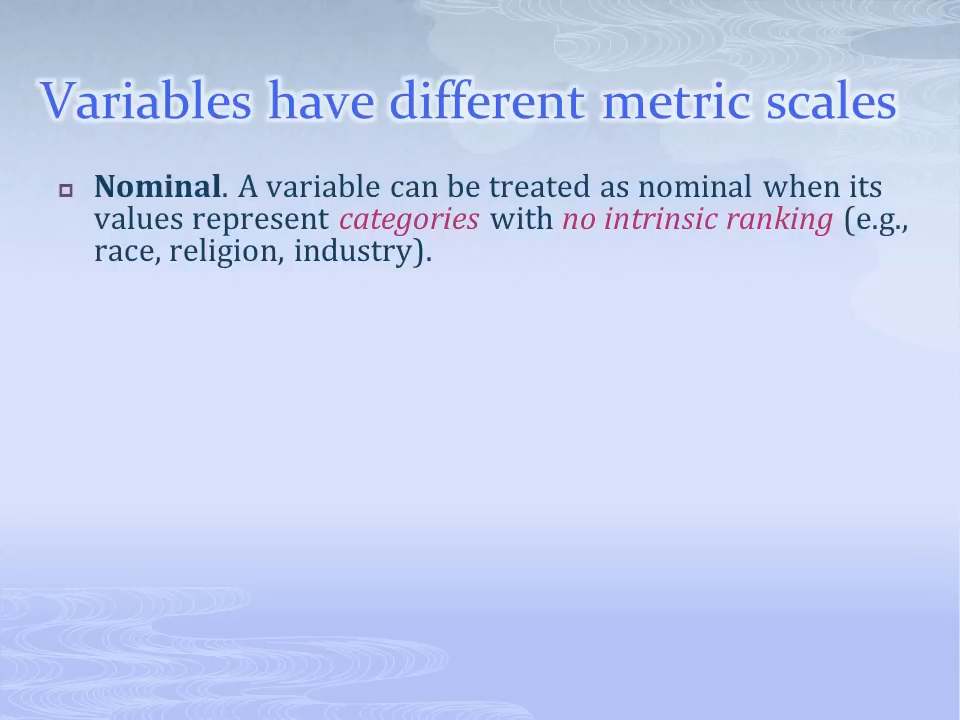 Variables have different metric scales
Nominal. A variable can be treated as nominal when its
values represent categories with no intrinsic ranking (e.g.,
race, religion, industry).